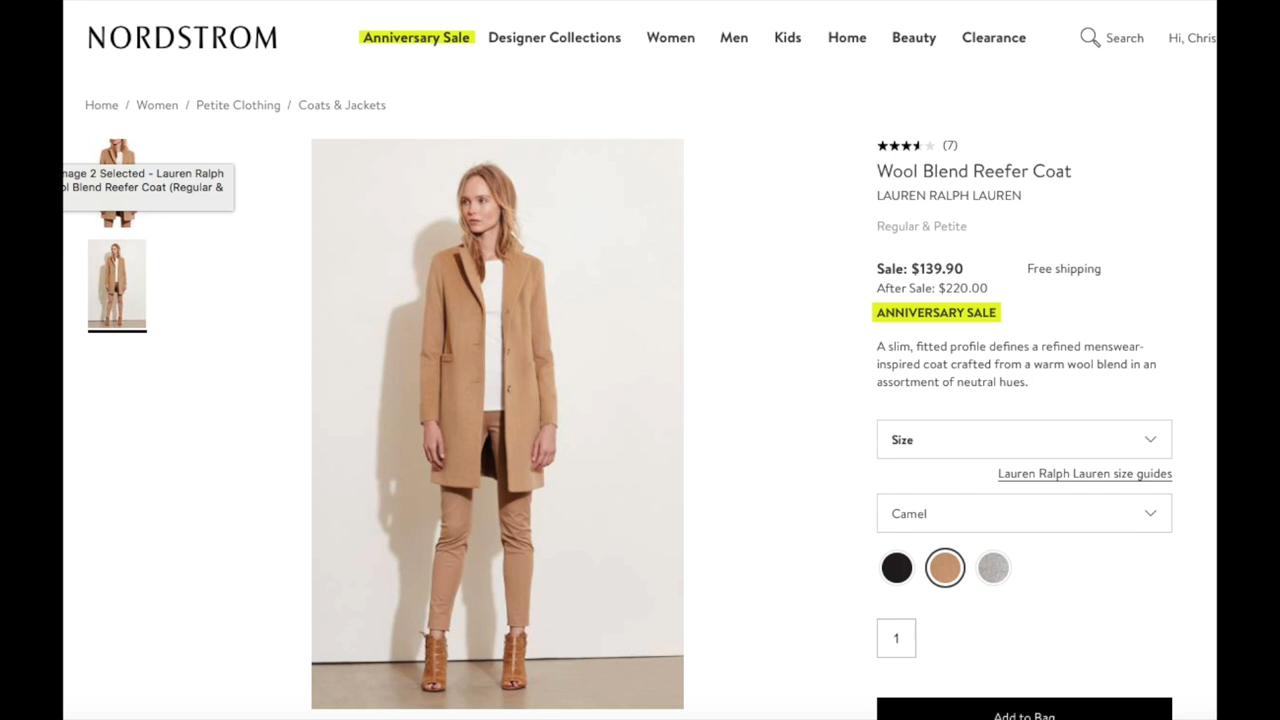 NORDSTROM
Anniversary Sale Designer Collections Women Men Kids Home Beauty Clearance Search Hi, Chris
Home / Women / Petite Clothing / Coats & Jackets
2 Selected - Lauren Ralph
Blend Reefer Coat (Regular &
(7)
Wool Blend Reefer Coat
LAUREN RALPH LAUREN
Regular & Petite
Sale: $139.90 Free shipping
After Sale: $220.00
ANNIVERSARY SALE
A slim, fitted profile defines a refined menswear-
inspired coat crafted from a warm wool blend in an
assortment of neutral hues.
Size
Lauren Ralph Lauren size guides
Camel
1
Add to Bag